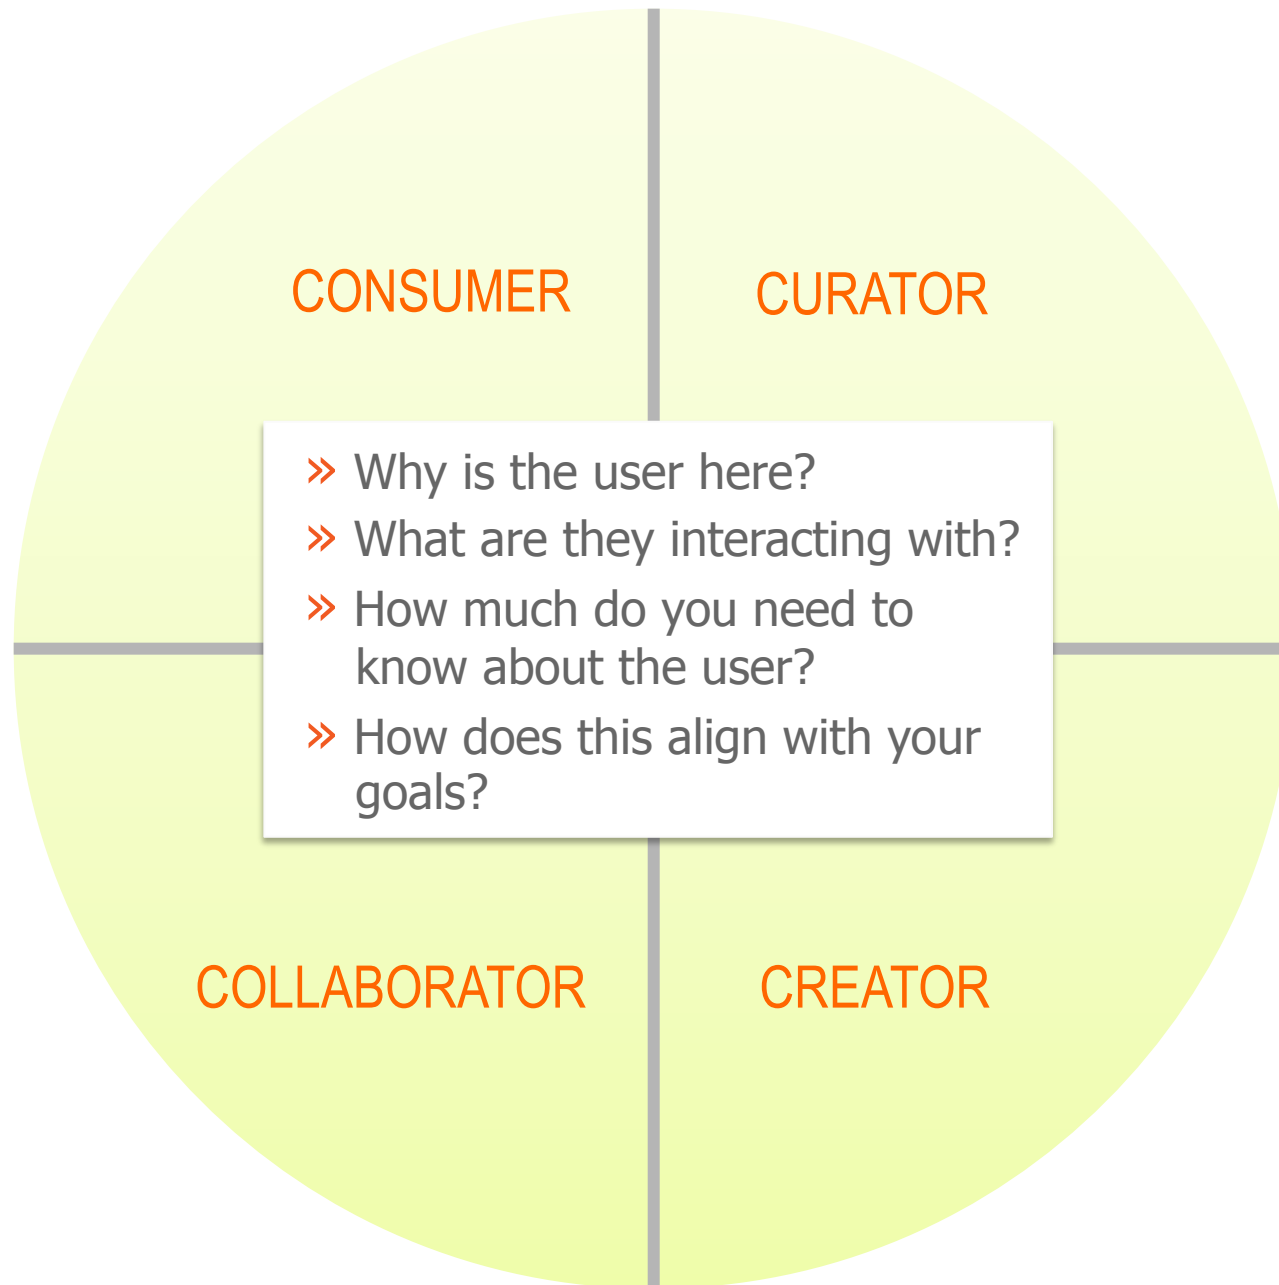 CONSUMER
CURATOR
» Why is the user here?
» What are they interacting with?
» How much do you need to
know about the user?
» How does this align with your
goals?
COLLABORATOR
CREATOR